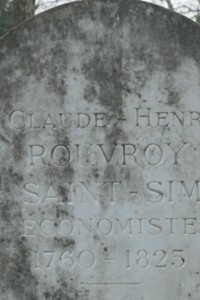 CLAUDE-HENR
ROUVROY
SAINT-SIM
ECONOMISTE
1760-1825